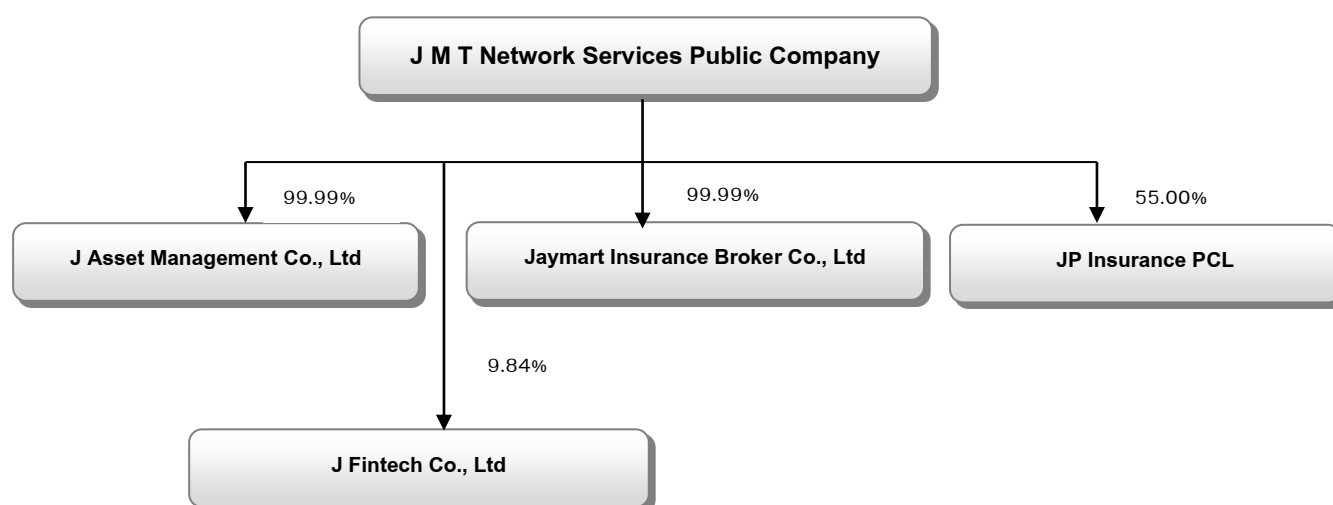 J M T Network Services Public Company
99.99%
99.99%
55.00%
J Asset Management Co., Ltd
Jaymart Insurance Broker Co., Ltd
JP Insurance PCL
9.84%
J Fintech Co., Ltd